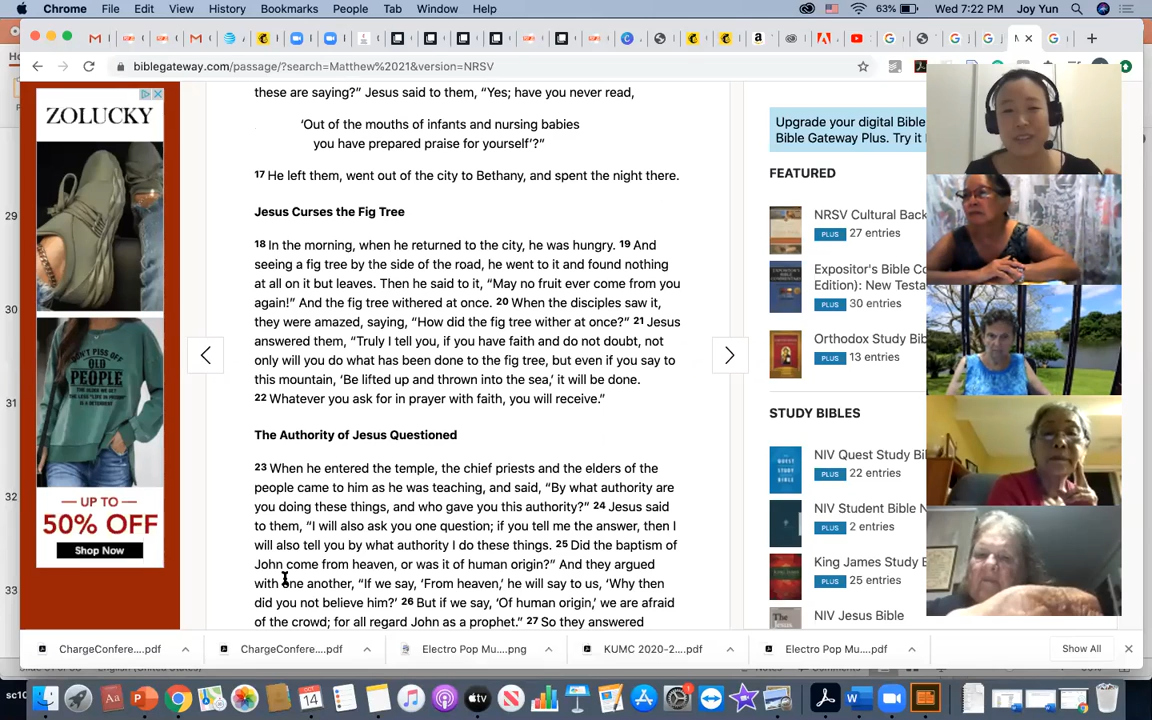 Chrome File Edit View History Bookmarks People Tab Window Help 63% Wed 7:22 PM Joy Yun
biblegateway.com/passage/?search=Matthew%2021&version=NRSV
29
30
31
32
33
ZOLUCKY
DON'T PISS OFF
OLD
PEOPLE
THE OLDER WE GET
THE LESS "LIFE IN PRISON"
IS A DETERRENT
UP TO
50% OFF
Shop Now
these are saying?” Jesus said to them, “Yes; have you never read,
‘Out of the mouths of infants and nursing babies
you have prepared praise for yourself’?”
17 He left them, went out of the city to Bethany, and spent the night there.
Jesus Curses the Fig Tree
18 In the morning, when he returned to the city, he was hungry. 19 And
seeing a fig tree by the side of the road, he went to it and found nothing
at all on it but leaves. Then he said to it, “May no fruit ever come from you
again!” And the fig tree withered at once. 20 When the disciples saw it,
they were amazed, saying, “How did the fig tree wither at once?” 21 Jesus
answered them, “Truly I tell you, if you have faith and do not doubt, not
only will you do what has been done to the fig tree, but even if you say to
this mountain, ‘Be lifted up and thrown into the sea,’ it will be done.
22 Whatever you ask for in prayer with faith, you will receive.”
The Authority of Jesus Questioned
23 When he entered the temple, the chief priests and the elders of the
people came to him as he was teaching, and said, “By what authority are
you doing these things, and who gave you this authority?” 24 Jesus said
to them, “I will also ask you one question; if you tell me the answer, then I
will also tell you by what authority I do these things. 25 Did the baptism of
John come from heaven, or was it of human origin?” And they argued
with one another, “If we say, ‘From heaven,’ he will say to us, ‘Why then
did you not believe him?’ 26 But if we say, ‘Of human origin,’ we are afraid
of the crowd; for all regard John as a prophet.” 27 So they answered
Upgrade your digital Bible
Bible Gateway Plus. Try it
FEATURED
NRSV Cultural Back
PLUS 27 entries
Expositor's Bible Co
Edition): New Testa
PLUS 30 entries
Orthodox Study Bib
PLUS 13 entries
STUDY BIBLES
NIV Quest Study Bi
PLUS 22 entries
NIV Student Bible N
PLUS 2 entries
King James Study B
PLUS 25 entries
NIV Jesus Bible
ChargeConfere....pdf ChargeConfere....pdf Electro Pop Mu....png KUMC 2020-2....pdf Electro Pop Mu....pdf Show All
OCT
14